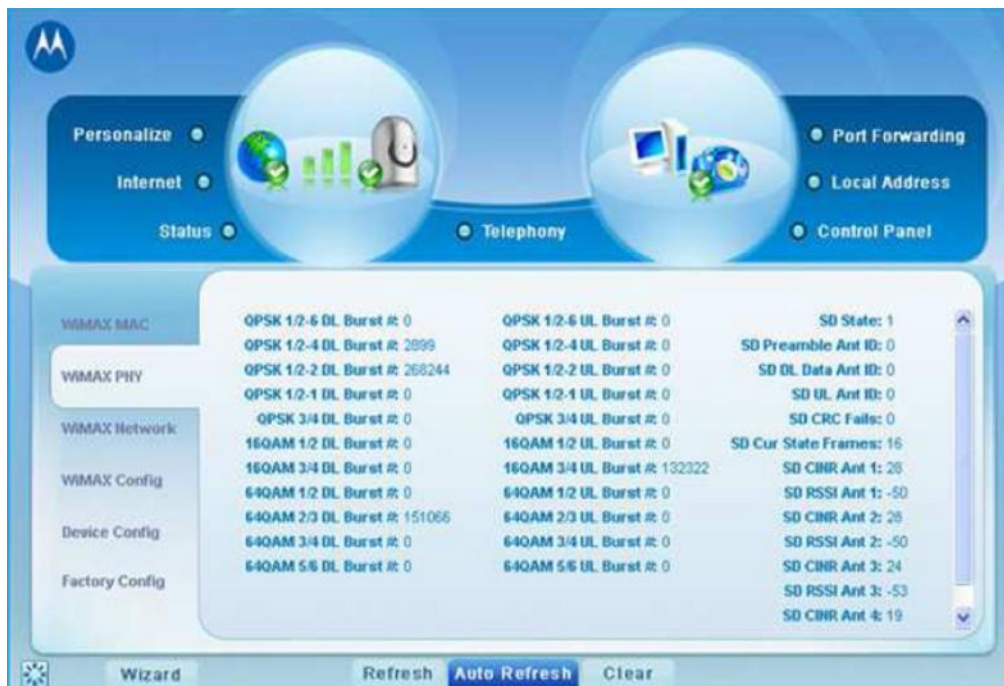 Personalize
Internet
Status
Telephony
Port Forwarding
Local Address
Control Panel
WiMAX MAC
WiMAX PHY
WiMAX Network
WiMAX Config
Device Config
Factory Config
QPSK 1/2-6 DL Burst #: 0
QPSK 1/2-4 DL Burst #: 2899
QPSK 1/2-2 DL Burst #: 268244
QPSK 1/2-1 DL Burst #: 0
QPSK 3/4 DL Burst #: 0
16QAM 1/2 DL Burst #: 0
16QAM 3/4 DL Burst #: 0
64QAM 1/2 DL Burst #: 0
64QAM 2/3 DL Burst #: 151066
64QAM 3/4 DL Burst #: 0
64QAM 5/6 DL Burst #: 0
QPSK 1/2-6 UL Burst #: 0
QPSK 1/2-4 UL Burst #: 0
QPSK 1/2-2 UL Burst #: 0
QPSK 1/2-1 UL Burst #: 0
QPSK 3/4 UL Burst #: 0
16QAM 1/2 UL Burst #: 0
16QAM 3/4 UL Burst #: 132322
64QAM 1/2 UL Burst #: 0
64QAM 2/3 UL Burst #: 0
64QAM 3/4 UL Burst #: 0
64QAM 5/6 UL Burst #: 0
SD State: 1
SD Preamble Ant ID: 0
SD DL Data Ant ID: 0
SD UL Ant ID: 0
SD CRC Fails: 0
SD Cur State Frames: 16
SD CINR Ant 1: 28
SD RSSI Ant 1: -50
SD CINR Ant 2: 28
SD RSSI Ant 2: -50
SD CINR Ant 3: 24
SD RSSI Ant 3: -53
SD CINR Ant 4: 19
Wizard
Refresh
Auto Refresh
Clear